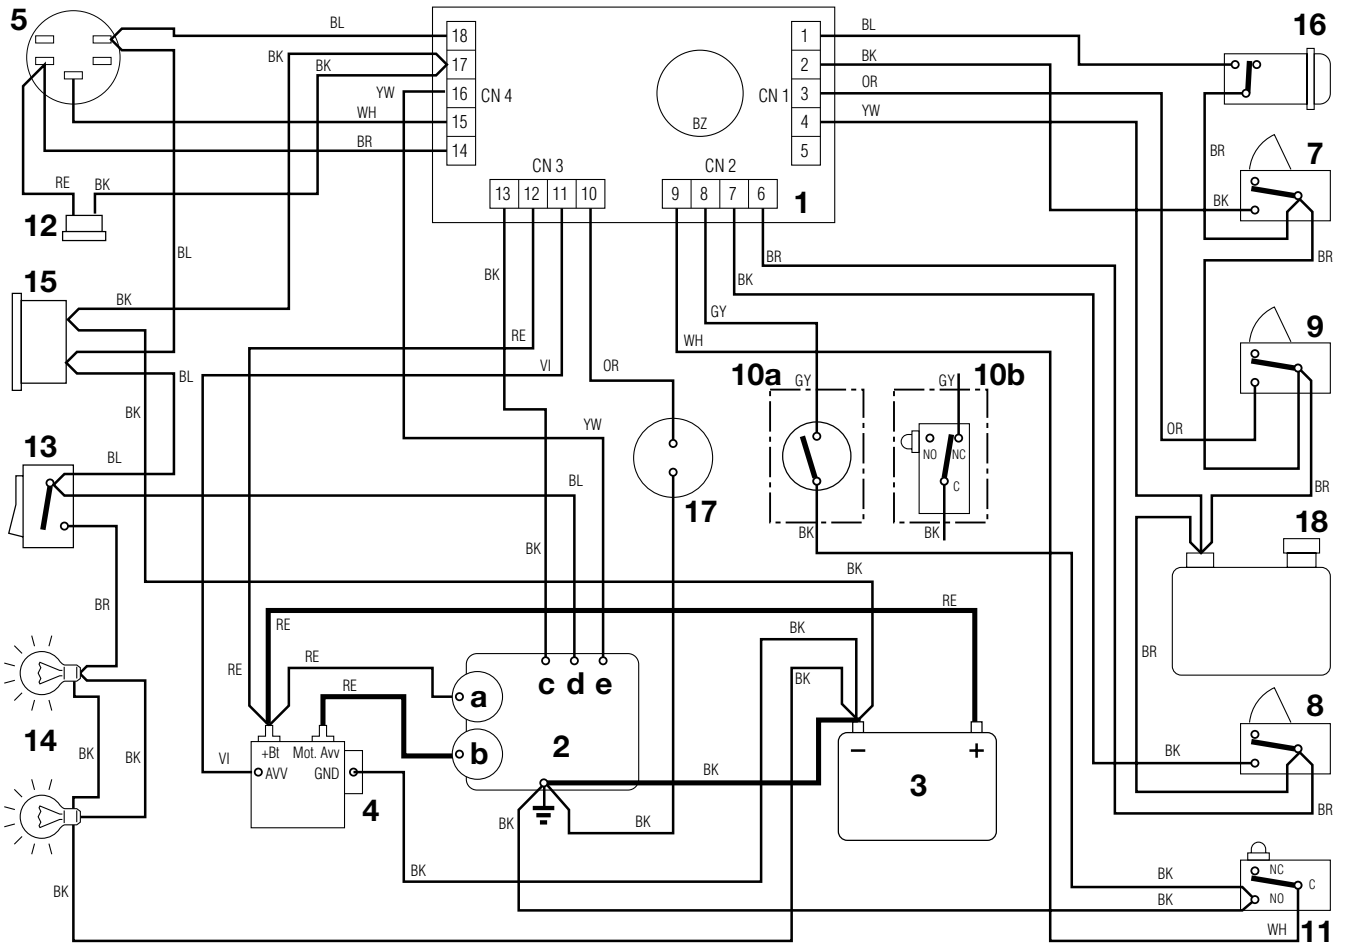 5
BL
18
1
BL
16
BK
BK
17
2
BK
YW
16
CN 4
CN 1
3
OR
WH
15
BZ
4
YW
BR
14
5
CN 3
CN 2
BR
7
RE
BK
13
12
11
10
9
8
7
6
1
BK
12
BL
BR
BR
15
BK
BK
BK
GY
9
RE
WH
VI
OR
10a
GY
GY
10b
BL
BK
YW
OR
13
NO
NC
BL
BL
C
BR
17
18
BK
BK
BK
BK
BR
RE
RE
BK
RE
RE
BK
BR
RE
c
d
e
a
8
14
BK
BK
+Bt
Mot. Avv
b
2
–
+
BK
VI
AVV
GND
BK
3
4
BK
BK
BR
BK
BK
NC
BK
C
BK
NO
WH
11